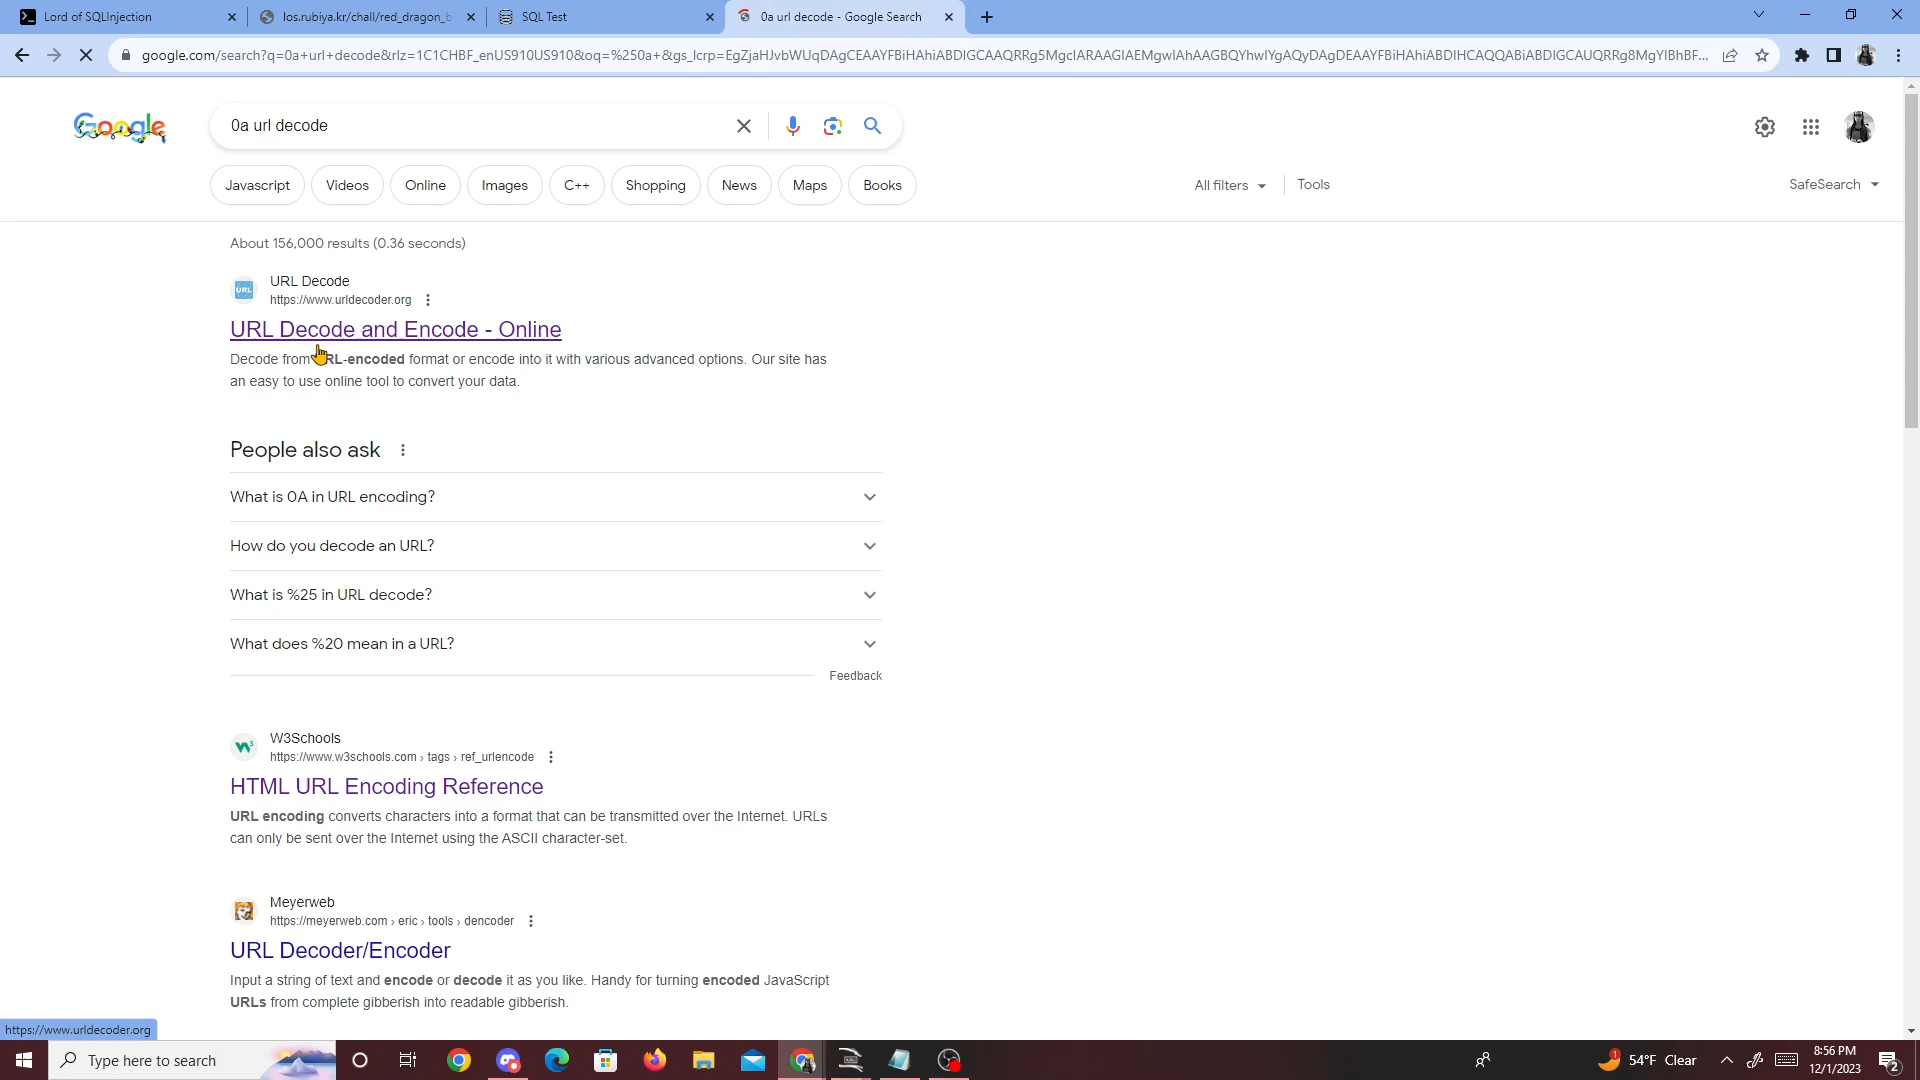 Lord of SQLInjection
los.rubiya.kr/chall/red_dragon_b
SQL Test
0a url decode - Google Search
google.com/search?q=0a+url+decode&rlz=1C1CHBF_enUS910US910&oq=%250a+&gs_lcrp=
Google
0a url decode
Javascript
Videos
Online
Images
C++
Shopping
News
Maps
Books
All filters
Tools
SafeSearch
About 156,000 results (0.36 seconds)
URL
URL Decode
https://www.urldecoder.org
URL Decode and Encode - Online
Decode from URL-encoded format or encode into it with various advanced options. Our site has
an easy to use online tool to convert your data.
People also ask
What is 0A in URL encoding?
How do you decode an URL?
What is %25 in URL decode?
What does %20 mean in a URL?
Feedback
W3Schools
https://www.w3schools.com › tags › ref_urlencode
HTML URL Encoding Reference
URL encoding converts characters into a format that can be transmitted over the Internet. URLs
can only be sent over the Internet using the ASCII character-set.
Meyerweb
https://meyerweb.com › eric › tools › dencoder
URL Decoder/Encoder
Input a string of text and encode or decode it as you like. Handy for turning encoded JavaScript
URLs from complete gibberish into readable gibberish.
https://www.urldecoder.org
Type here to search
1
54°F Clear
8:56 PM
12/1/2023
2